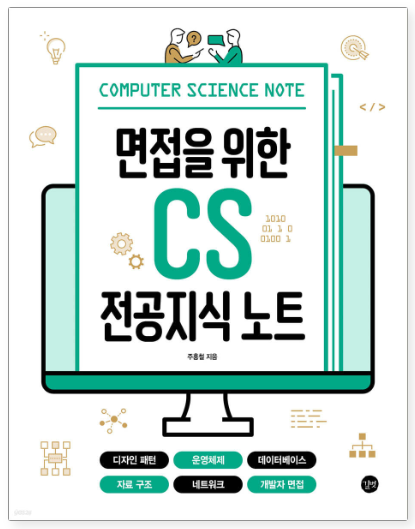 COMPUTER SCIENCE NOTE
</>
면접을 위한
CS
1010
01 1 0
0100 1
전공지식 노트
주홍철 지음
디자인 패턴
운영체제
데이터베이스
자료 구조
네트워크
개발자 면접
길벗